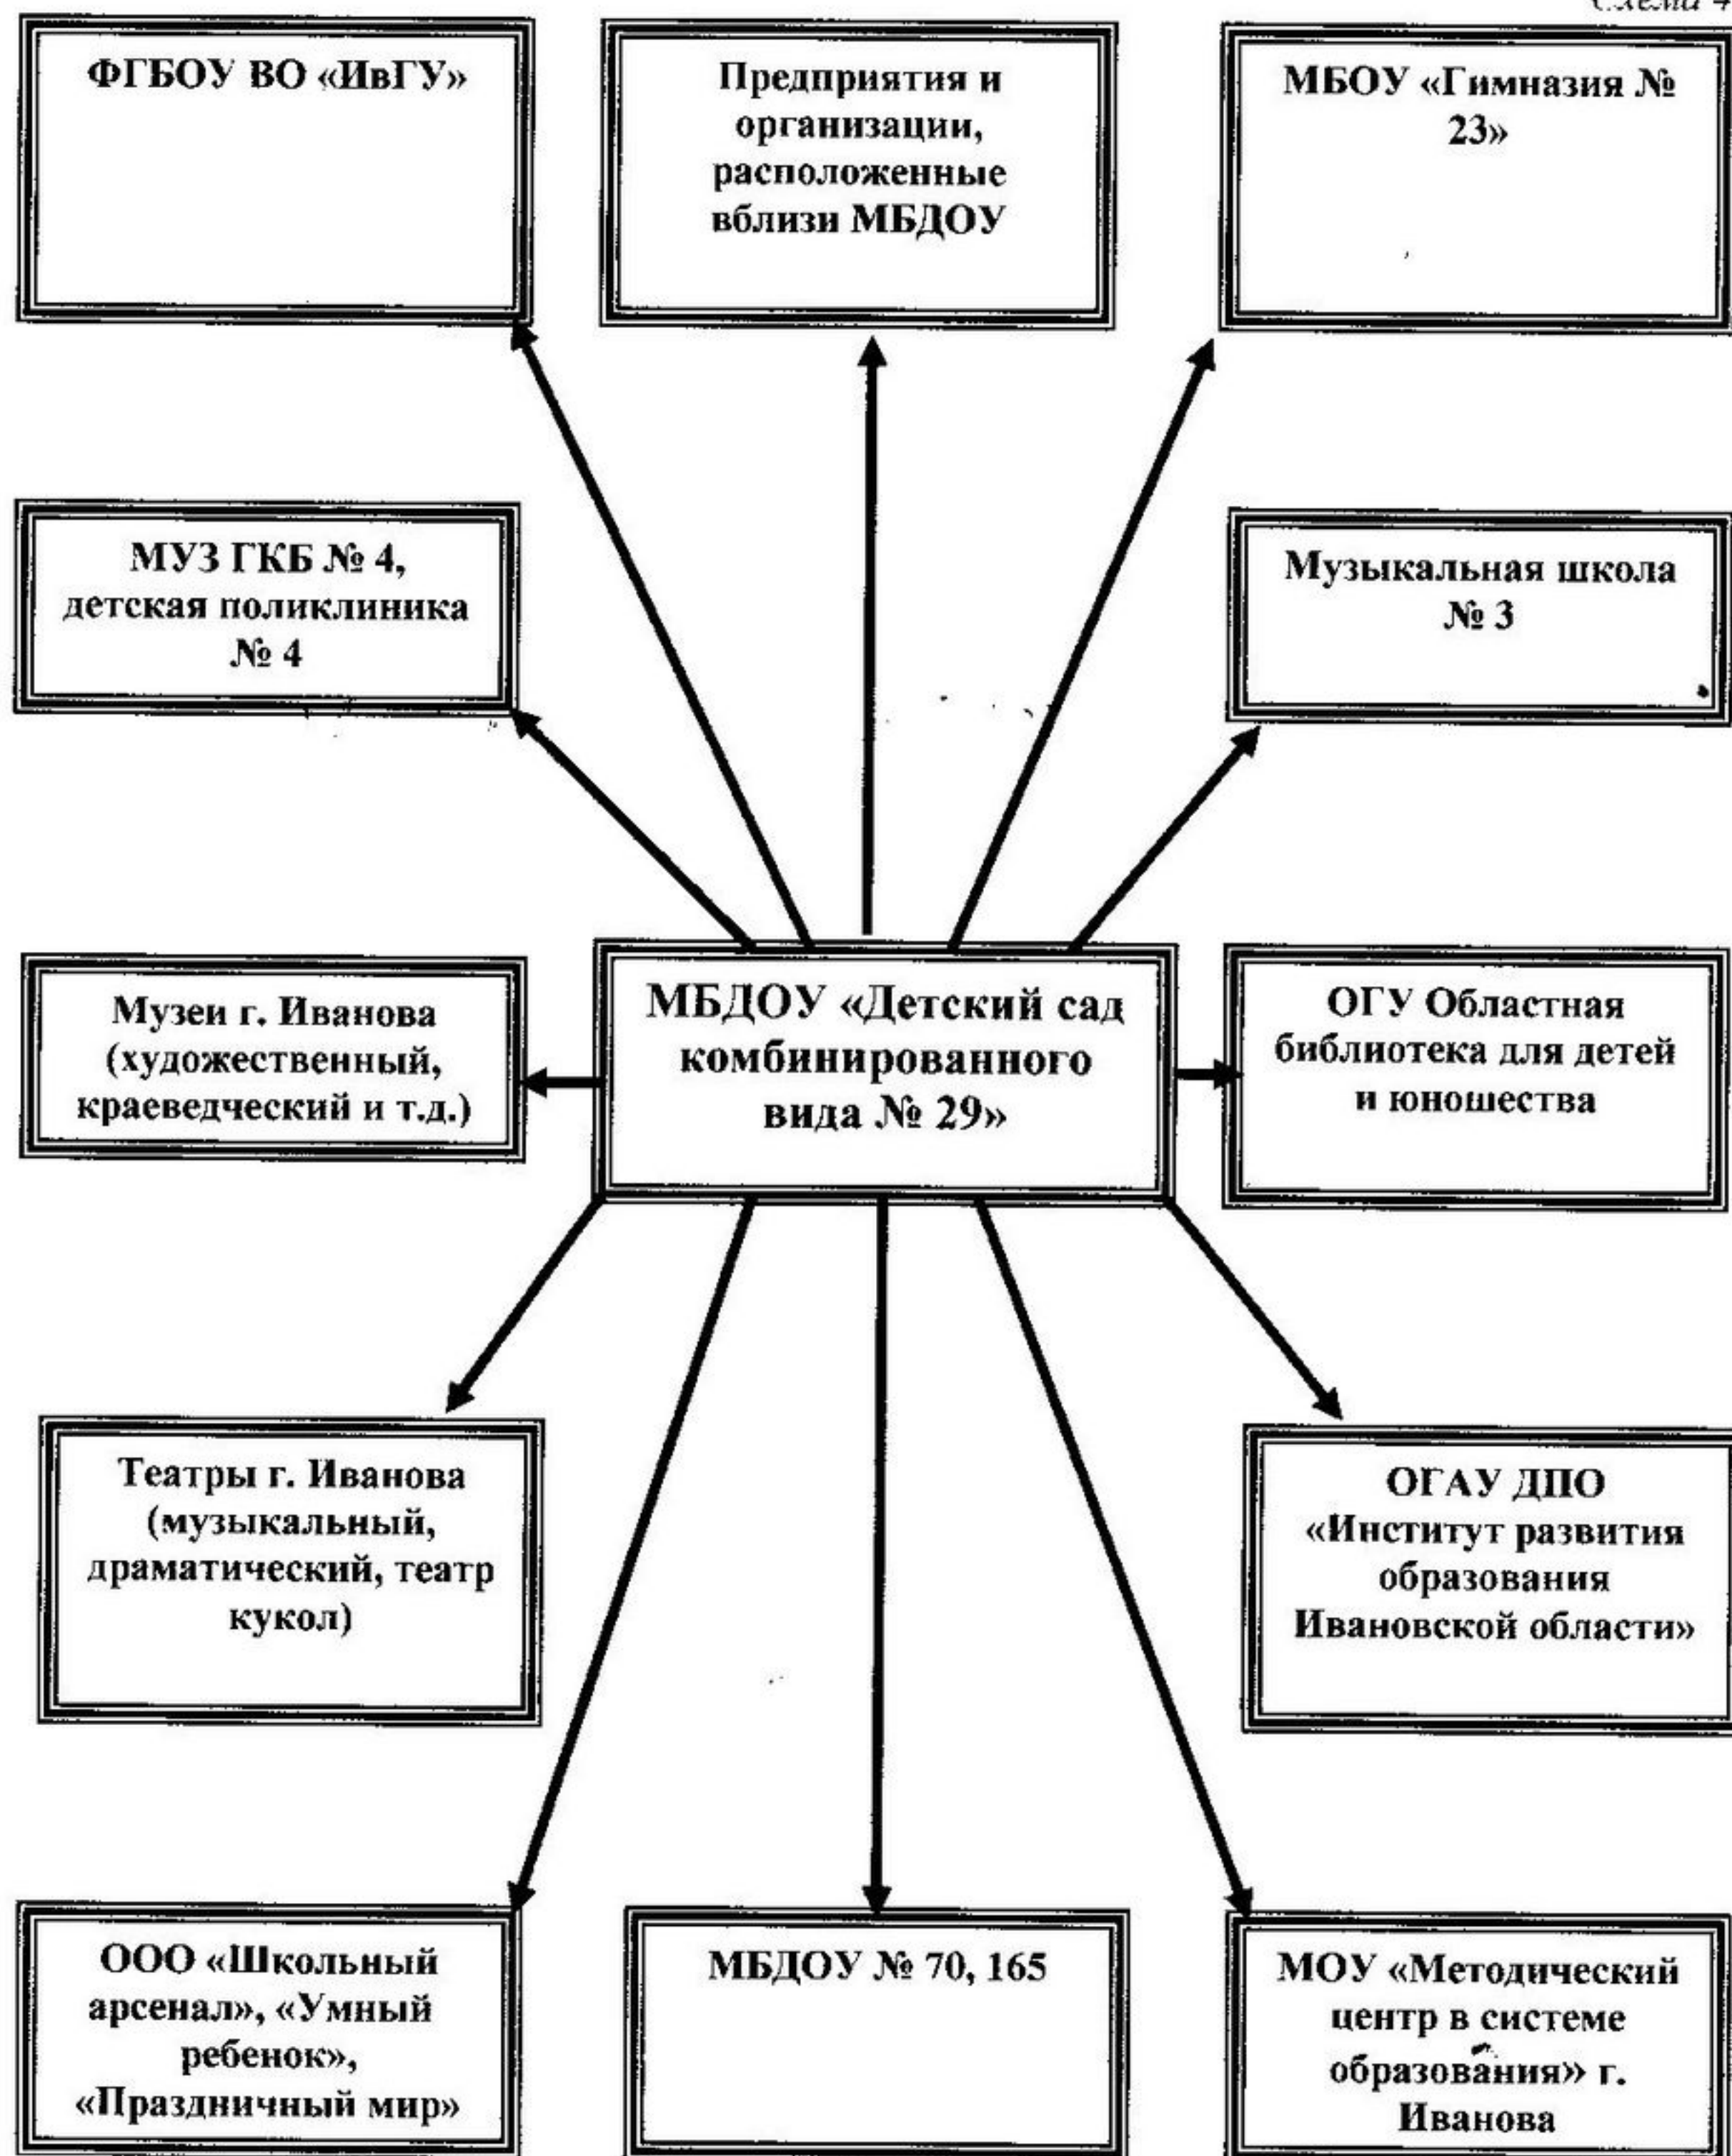 Схема 4
ФГБОУ ВО «ИвГУ»
Предприятия и
организации,
расположенные
вблизи МБДОУ
МБОУ «Гимназия №
23»
МУЗ ГКБ № 4,
детская поликлиника
№ 4
Музыкальная школа
№ 3
Музеи г. Иванова
(художественный,
краеведческий и т.д.)
МБДОУ «Детский сад
комбинированного
вида № 29»
ОГУ Областная
библиотека для детей
и юношества
Театры г. Иванова
(музыкальный,
драматический, театр
кукол)
ОГАУ ДПО
«Институт развития
образования
Ивановской области»
ООО «Школьный
арсенал», «Умный
ребенок»,
«Праздничный мир»
МБДОУ № 70, 165
МОУ «Методический
центр в системе
образования» г.
Иванова